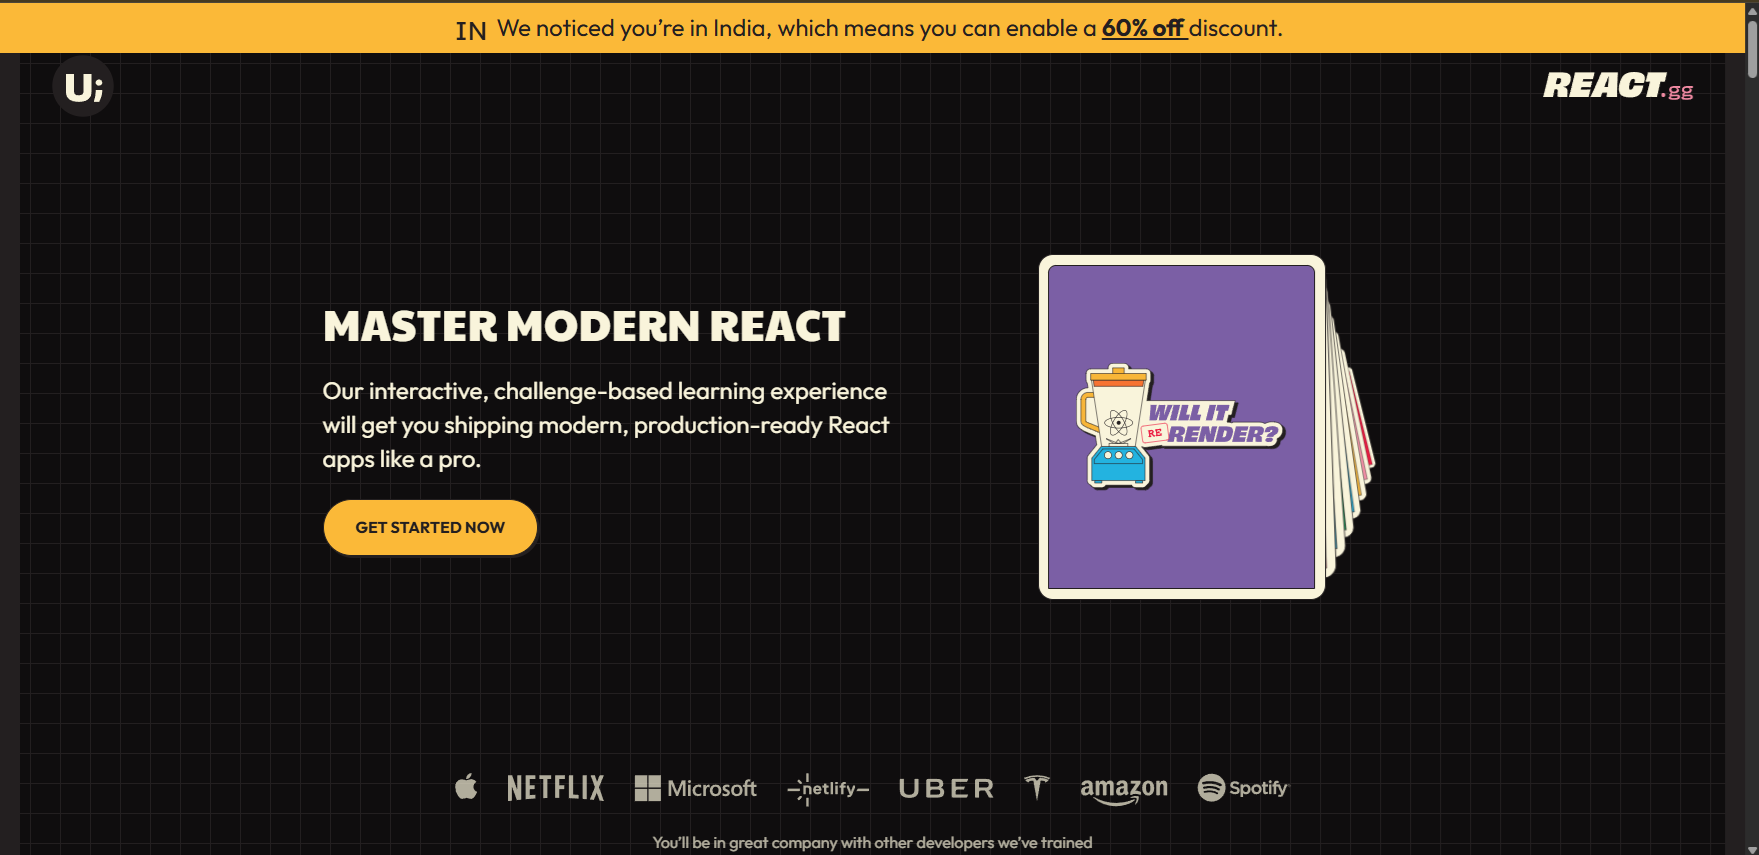 IN We noticed you’re in India, which means you can enable a 60% off discount.
U;
REACT.gg
MASTER MODERN REACT
Our interactive, challenge-based learning experience
will get you shipping modern, production-ready React
apps like a pro.
GET STARTED NOW
WILL IT
RE RENDER?
NETFLIX Microsoft netlify UBER amazon Spotify
You’ll be in great company with other developers we’ve trained